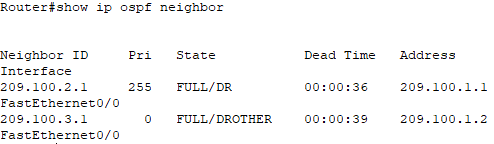 Router#show ip ospf neighbor
Neighbor ID     Pri   State           Dead Time   Address
Interface
209.100.2.1     255   FULL/DR         00:00:36    209.100.1.1
FastEthernet0/0
209.100.3.1       0   FULL/DROTHER    00:00:39    209.100.1.2
FastEthernet0/0